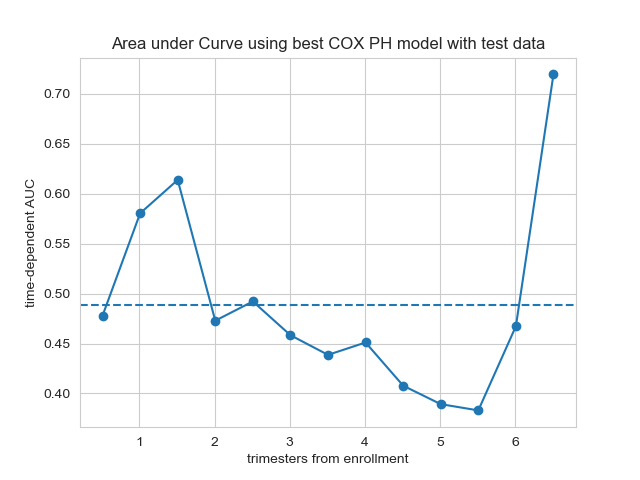 Area under Curve using best COX PH model with test data
time-dependent AUC
0.70
0.65
0.60
0.55
0.50
0.45
0.40
1 2 3 4 5 6
trimesters from enrollment